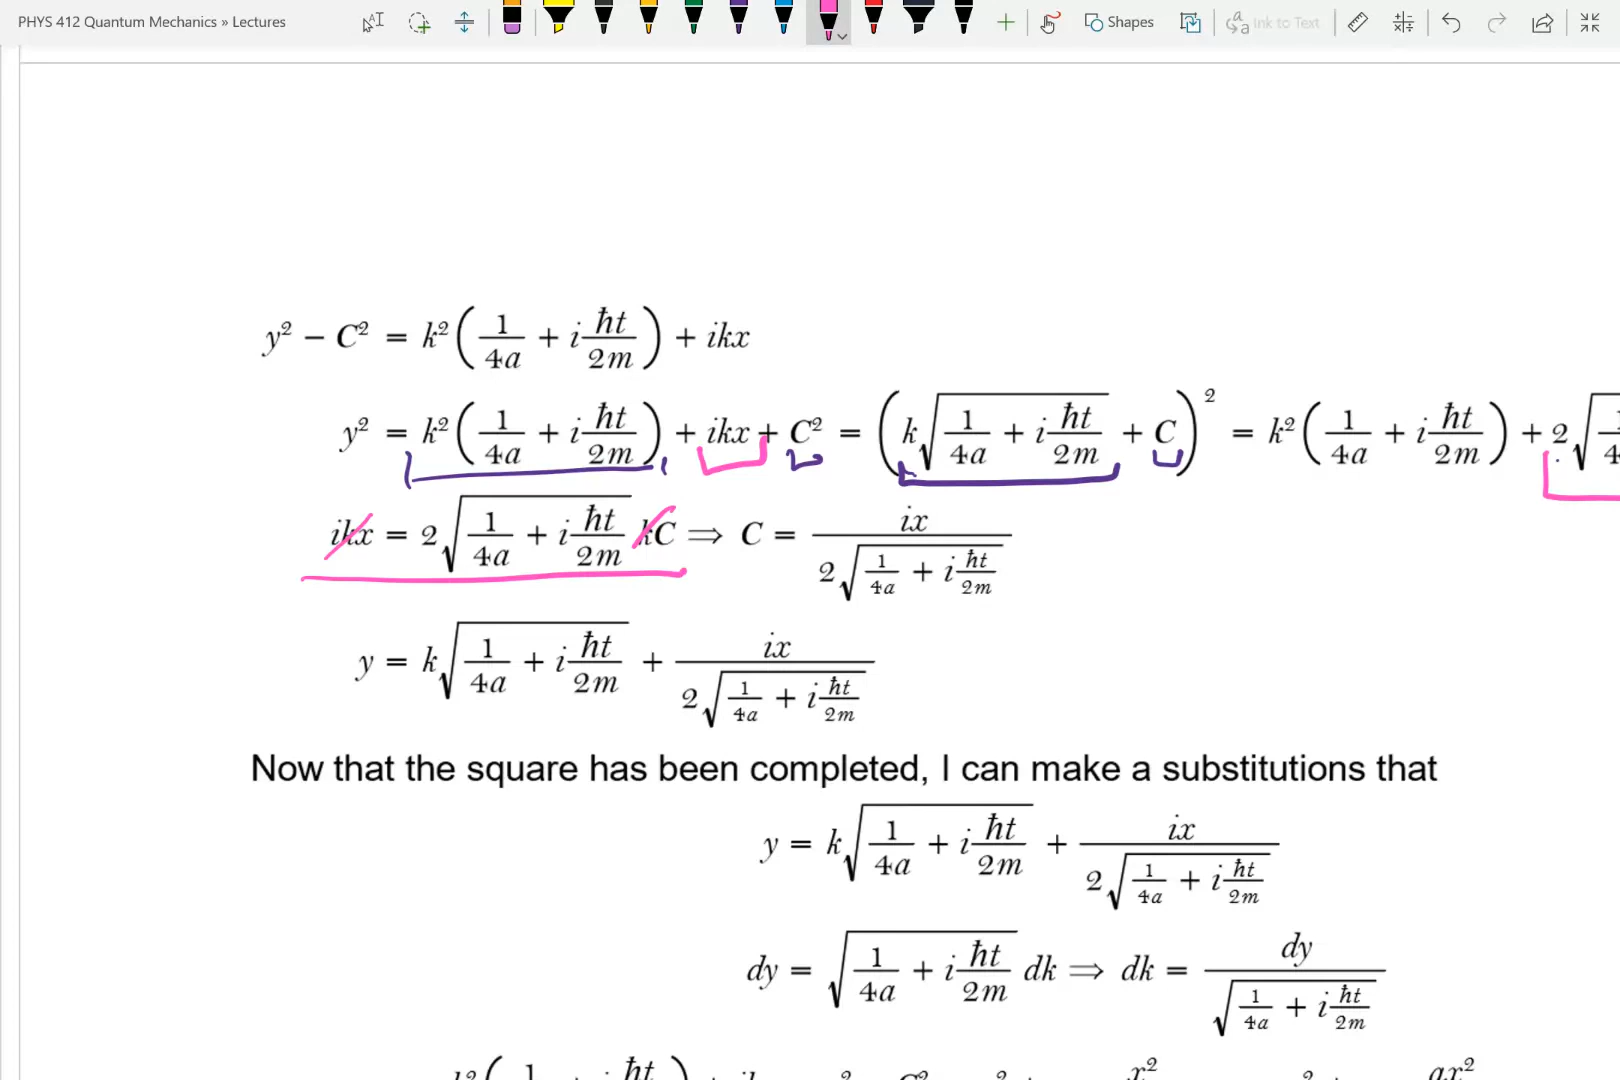 PHYS 412 Quantum Mechanics » Lectures Ink to Text Shapes
y² − C² = k²(1/4a + i ħt/2m) + ikx
y² = k²(1/4a + i ħt/2m) + ikx + C² = (k√(1/4a + i ħt/2m) + C)² = k²(1/4a + i ħt/2m) + 2√
ikx = 2√(1/4a + i ħt/2m) kC ⟹ C = ix / 2√(1/4a + i ħt/2m)
y = k√(1/4a + i ħt/2m) + ix / 2√(1/4a + i ħt/2m)
Now that the square has been completed, I can make a substitutions that
y = k√(1/4a + i ħt/2m) + ix / 2√(1/4a + i ħt/2m)
dy = √(1/4a + i ħt/2m) dk ⟹ dk = dy / √(1/4a + i ħt/2m)